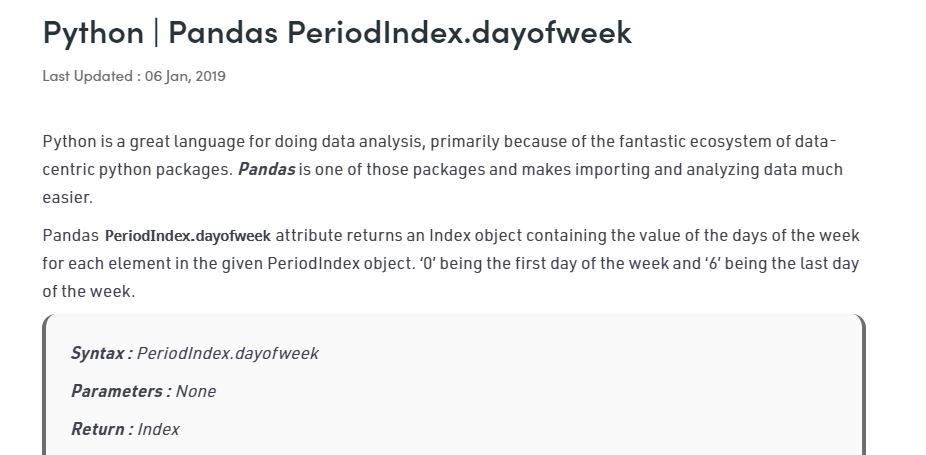 Python | Pandas PeriodIndex.dayofweek
Last Updated : 06 Jan, 2019
Python is a great language for doing data analysis, primarily because of the fantastic ecosystem of data-
centric python packages. Pandas is one of those packages and makes importing and analyzing data much
easier.
Pandas PeriodIndex.dayofweek attribute returns an Index object containing the value of the days of the week
for each element in the given PeriodIndex object. ‘0’ being the first day of the week and ‘6’ being the last day
of the week.
Syntax : PeriodIndex.dayofweek
Parameters : None
Return : Index